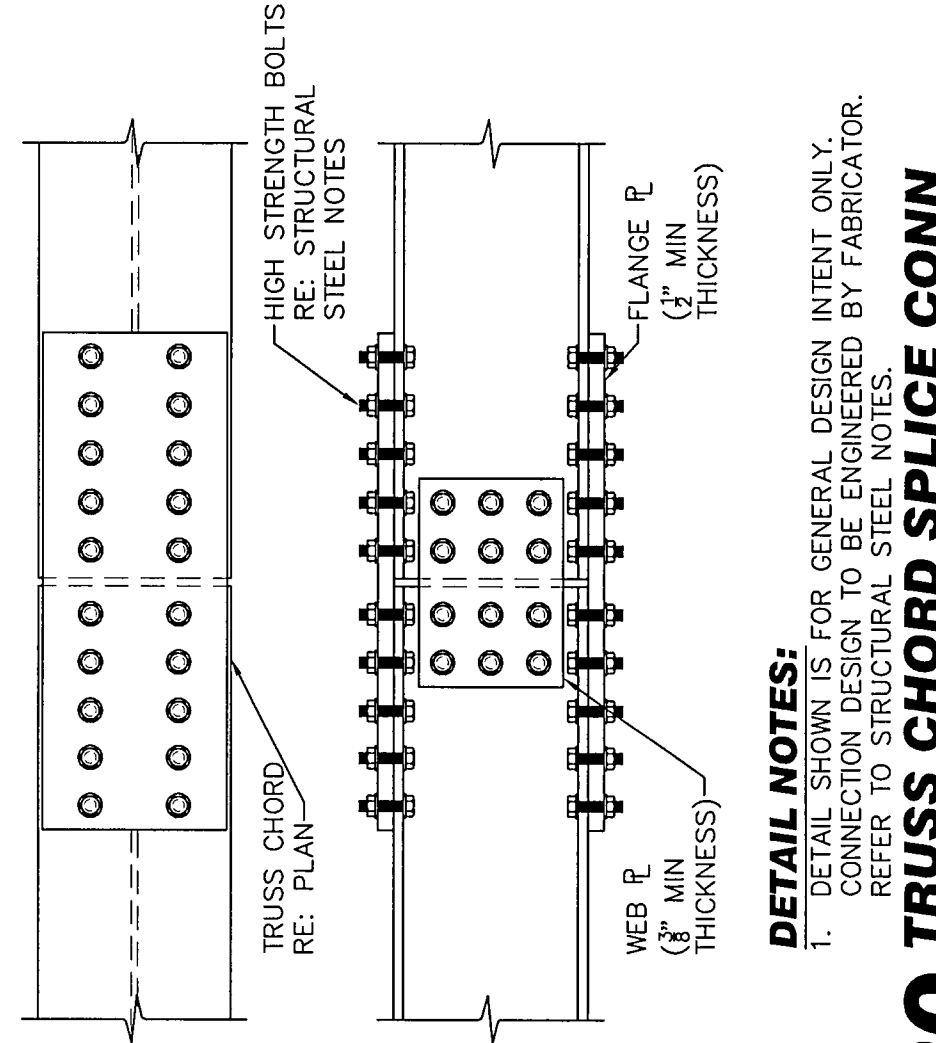 HIGH STRENGTH BOLTS
RE: STRUCTURAL
STEEL NOTES
TRUSS CHORD
RE: PLAN
FLANGE ℄
(1/2" MIN
THICKNESS)
WEB ℄
(3/8" MIN
THICKNESS)
DETAIL NOTES:
1. DETAIL SHOWN IS FOR GENERAL DESIGN INTENT ONLY.
CONNECTION DESIGN TO BE ENGINEERED BY FABRICATOR.
REFER TO STRUCTURAL STEEL NOTES.
TRUSS CHORD SPLICE CONN